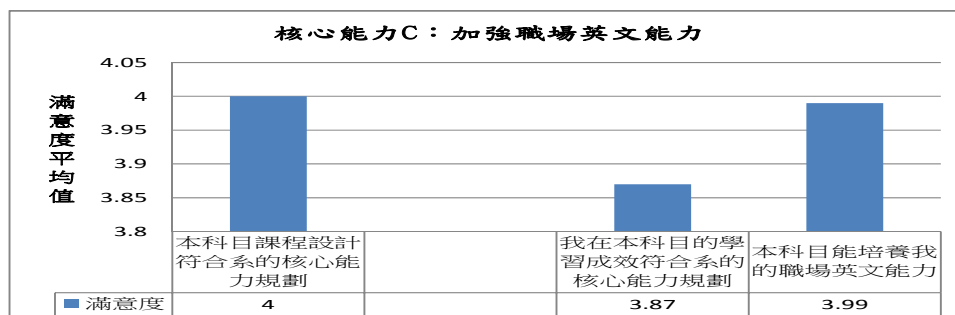 核心能力C：加強職場英文能力
滿意度平均值
4.05
4
3.95
3.9
3.85
3.8
本科目課程設計
符合系的核心能
力規劃
我在本科目的學
習成效符合系的
核心能力規劃
本科目能培養我
的職場英文能力
滿意度 4 3.87 3.99